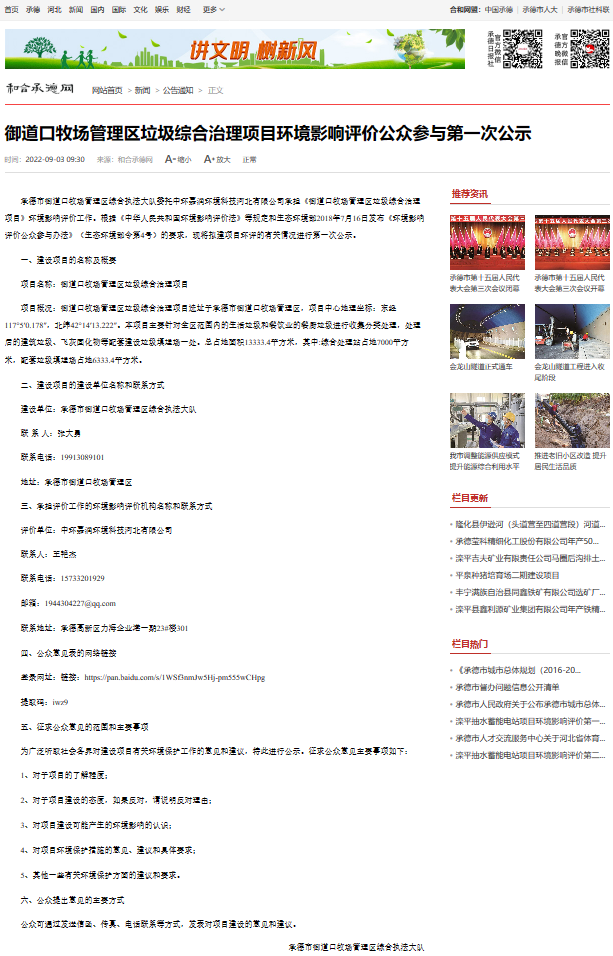 首页 承德 河北 新闻 国内 国际 文化 娱乐 财经 更多
合和网盟：中国承德 | 承德市人大 | 承德市社科联
讲文明 树新风
承德日报社 官方微信
承德晚报 官方微信
和合承德网
网站首页 > 新闻 > 公告通知 > 正文
御道口牧场管理区垃圾综合治理项目环境影响评价公众参与第一次公示
时间：2022-09-03 09:30 来源：和合承德网 A-缩小 A+放大 正常
承德市御道口牧场管理区综合执法大队委托中环嘉润环境科技河北有限公司承担《御道口牧场管理区垃圾综合治理
项目》环境影响评价工作。根据《中华人民共和国环境影响评价法》等规定和生态环境部2018年7月16日发布《环境影
响评价公众参与办法》（生态环境部令第4号）的要求，现将拟建项目环评的有关情况进行第一次公示。
一、建设项目的名称及概要
项目名称：御道口牧场管理区垃圾综合治理项目
项目概况：御道口牧场管理区垃圾综合治理项目选址于承德市御道口牧场管理区，项目中心地理坐标：东经
117°5'0.178"，北纬42°14'13.222"。本项目主要针对全区范围内的生活垃圾和餐饮业的餐厨垃圾进行收集分类处理，处理
后的建筑垃圾、飞灰固化物等配套建设垃圾填埋场一处。总占地面积13333.4平方米，其中:综合处理站占地7000平方
米，配套垃圾填埋场占地6333.4平方米。
二、建设项目的建设单位名称和联系方式
建设单位：承德市御道口牧场管理区综合执法大队
联 系 人：张大勇
联系电话：19913089101
地址：承德市御道口牧场管理区
三、承担评价工作的环境影响评价机构名称和联系方式
评价单位：中环嘉润环境科技河北有限公司
联系人：王艳杰
联系电话：15733201929
邮箱：1944304227@qq.com
联系地址：承德高新区力海企业港一期23#楼301
四、公众意见表的网络链接
登录网址：链接：https://pan.baidu.com/s/1WSf3nmJw5Hj-pm555wCHpg
提取码：iwz9
五、征求公众意见的范围和主要事项
为广泛听取社会各界对建设项目有关环境保护工作的意见和建议，特此进行公示。征求公众意见主要事项如下：
1、对于项目的了解程度；
2、对于项目建设的态度，如果反对，请说明反对理由；
3、对项目建设可能产生的环境影响的认识；
4、对项目环境保护措施的意见、建议和具体要求；
5、其他一些有关环境保护方面的建议和要求。
六、公众提出意见的主要方式
公众可通过发送信函、传真、电话联系等方式，发表对项目建设的意见和建议。
承德市御道口牧场管理区综合执法大队
推荐资讯
承德市第十五届人民代
表大会第三次会议闭幕
承德市第十五届人民代
表大会第三次会议开幕
会龙山隧道正式通车
会龙山隧道工程进入收
尾阶段
我市调整能源供应模式
提升能源综合利用水平
推进老旧小区改造 提升
居民生活品质
栏目更新
隆化县伊逊河（头道营至四道营段）河道...
承德莹科精细化工股份有限公司年产50...
滦平吉夫矿业有限责任公司马圈后沟排土...
平泉种猪培育场二期建设项目
丰宁满族自治县同鑫铁矿有限公司选矿厂...
滦平县鑫利源矿业集团有限公司年产铁精...
栏目热门
《承德市城市总体规划（2016-20...
承德市督办问题信息公开清单
承德市人民政府关于公布承德市城市总体...
滦平抽水蓄能电站项目环境影响评价第一...
承德市人才交流服务中心关于河北省体育...
滦平抽水蓄能电站项目环境影响评价第二...